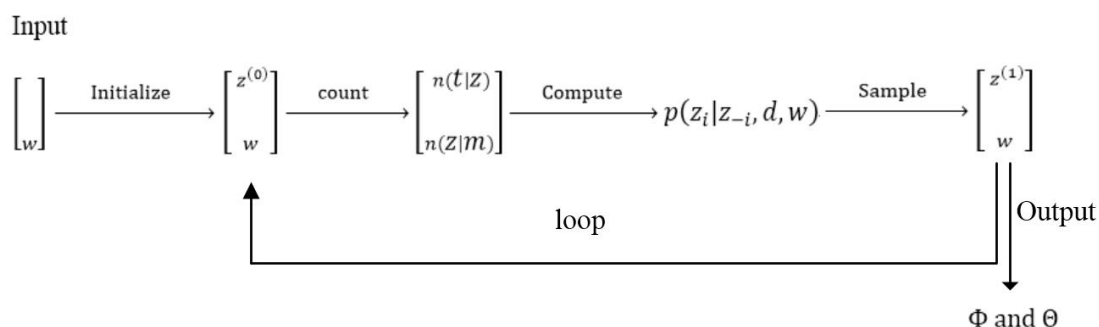 Input
[w] Initialize [z^{(0)} w] count [n(t|z) n(z|m)] Compute p(z_i|z_{-i}, d, w) Sample [z^{(1)} w]
loop
Output
Φ and Θ